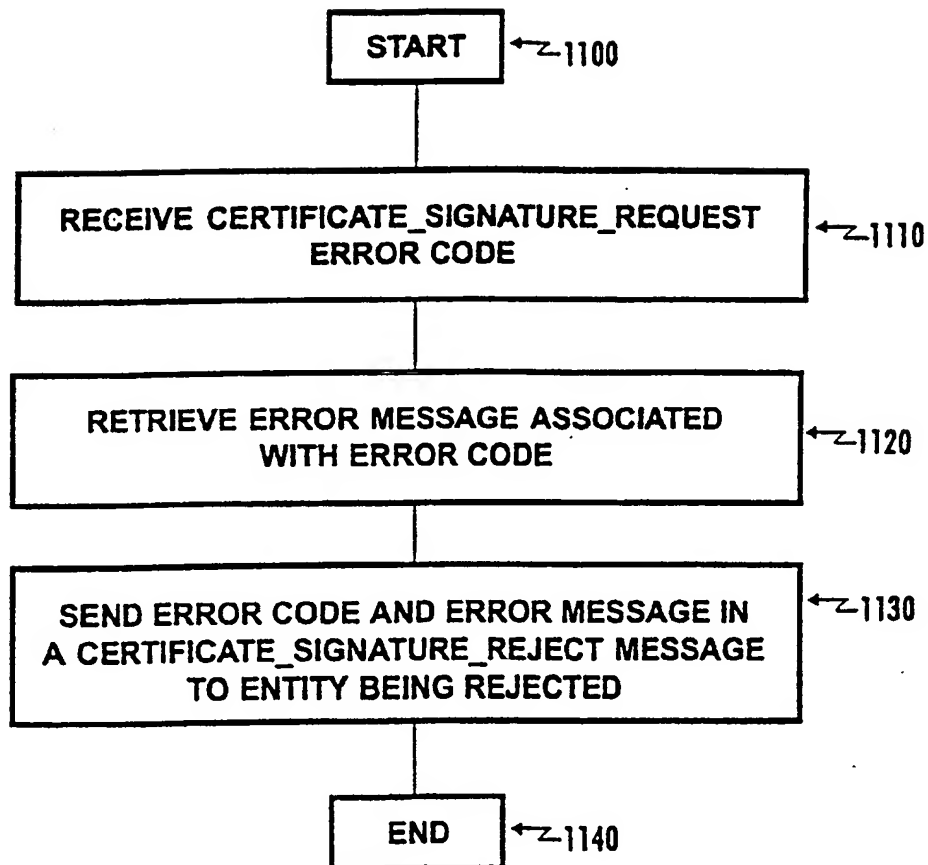 START
1100
RECEIVE CERTIFICATE_SIGNATURE_REQUEST
ERROR CODE
1110
RETRIEVE ERROR MESSAGE ASSOCIATED
WITH ERROR CODE
1120
SEND ERROR CODE AND ERROR MESSAGE IN
A CERTIFICATE_SIGNATURE_REJECT MESSAGE
TO ENTITY BEING REJECTED
1130
END
1140